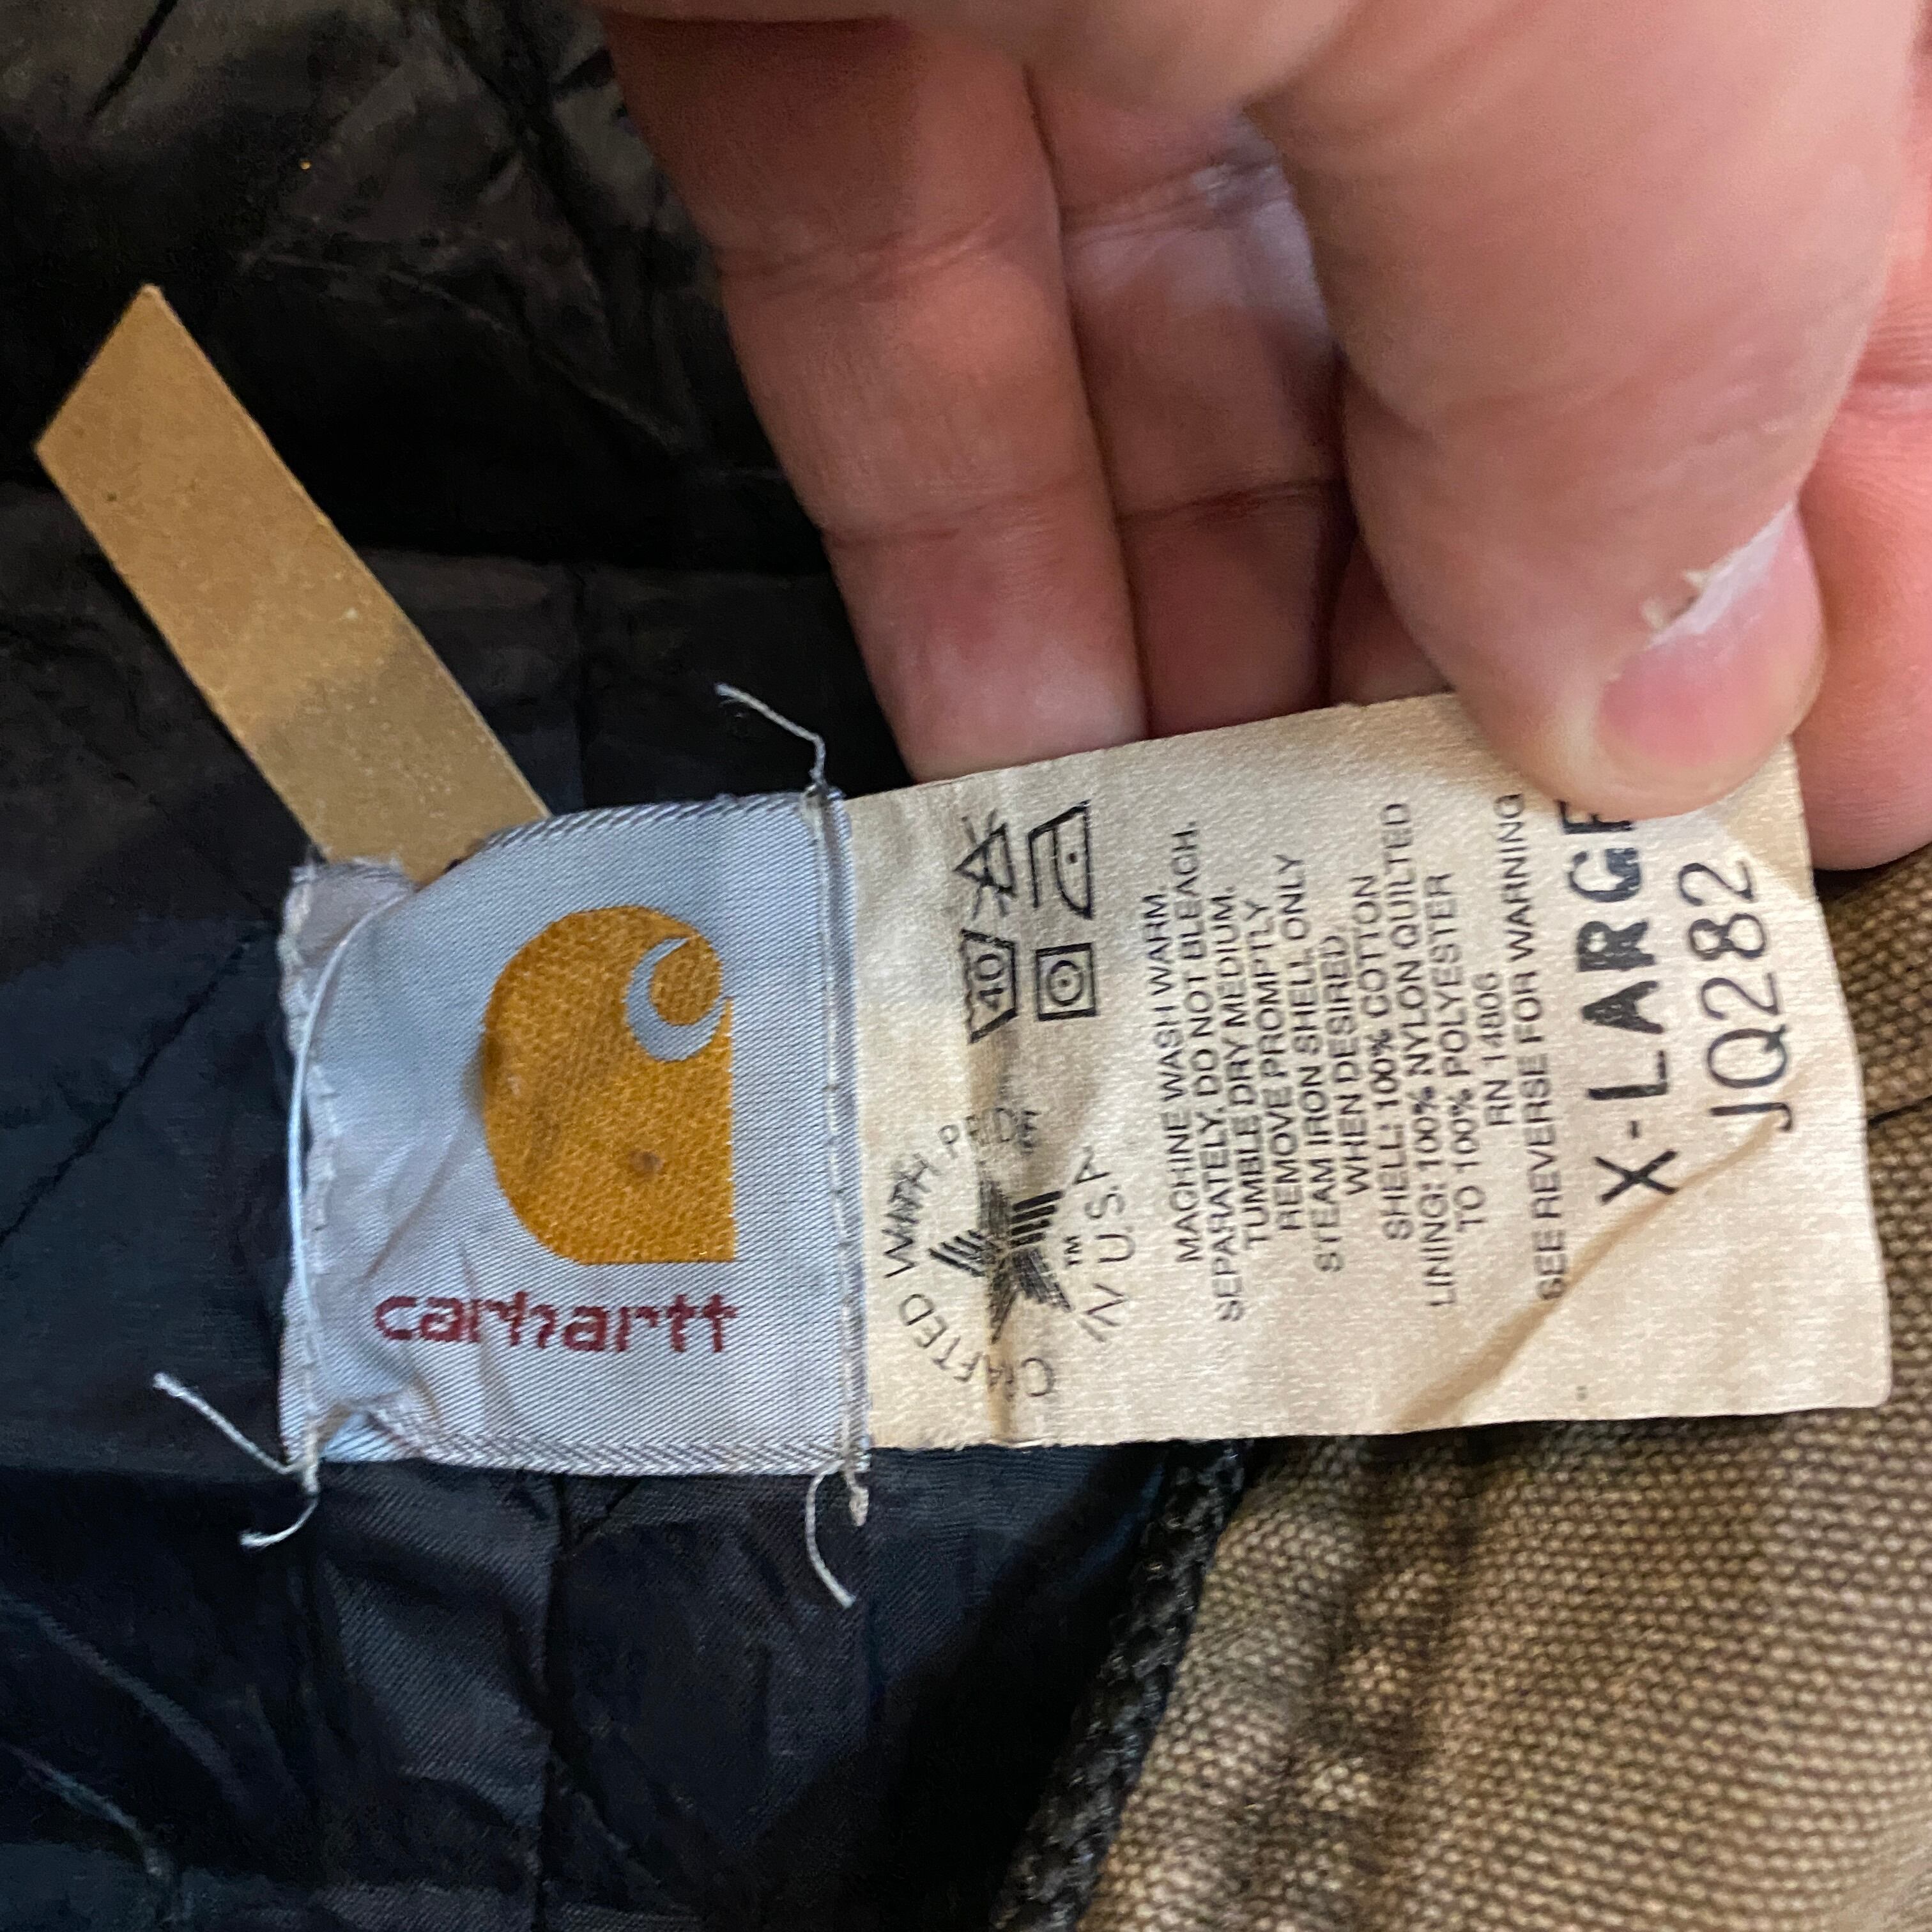 carhartt
40
CRAFTED WITH PRIDE
IN U.S.A.
TM
MACHINE WASH WARM
SEPARATELY. DO NOT BLEACH.
TUMBLE DRY MEDIUM.
REMOVE PROMPTLY
STEAM IRON SHELL ONLY
WHEN DESIRED
SHELL: 100% COTTON
LINING: 100% NYLON QUILTED
TO 100% POLYESTER
RN 14806
SEE REVERSE FOR WARNING
X-LARGE
JQ282